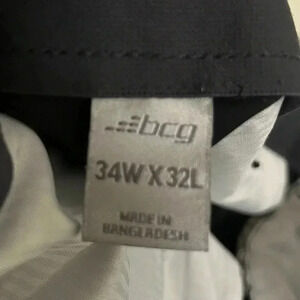 bcg
34W X 32L
MADE IN
BANGLADESH